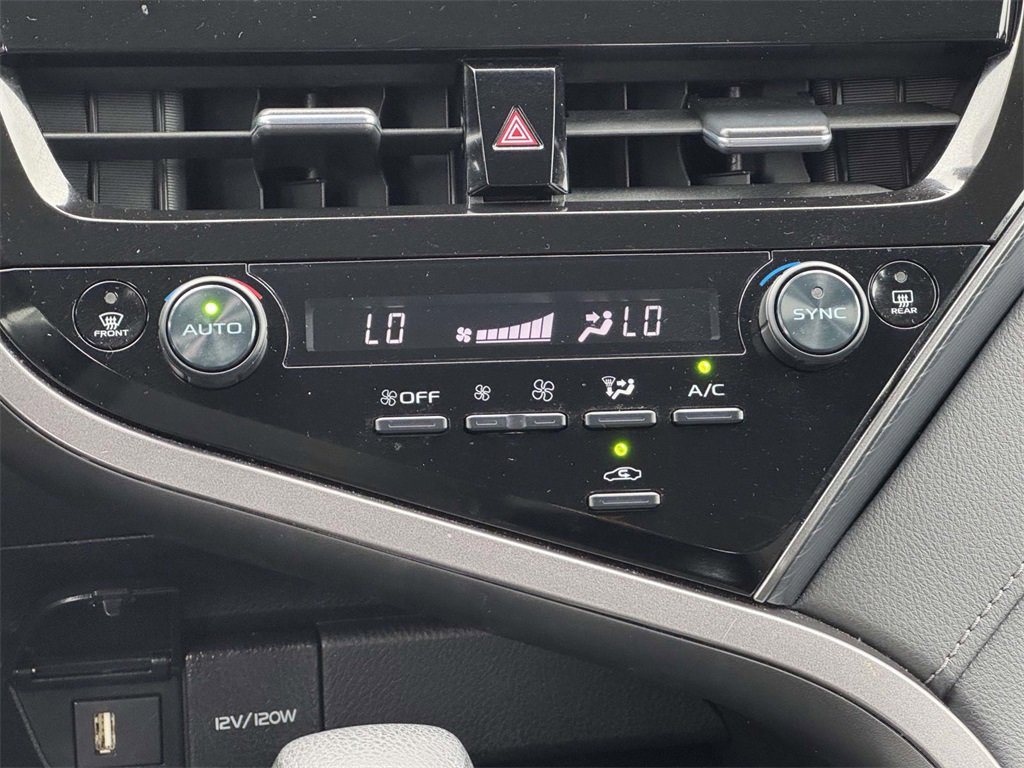 FRONT
AUTO
LO
LO
SYNC
REAR
OFF
A/C
12V/120W